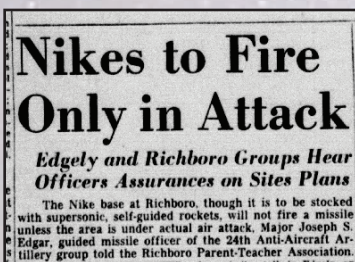 Nikes to Fire
Only in Attack
Edgely and Richboro Groups Hear
Officers Assurances on Sites Plans
The Nike base at Richboro, though it is to be stocked
with supersonic, self-guided rockets, will not fire a missile
unless the area is under actual air attack, Major Joseph S.
Edgar, guided missile officer of the 24th Anti-Aircraft Ar-
tillery group told the Richboro Parent-Teacher Association.